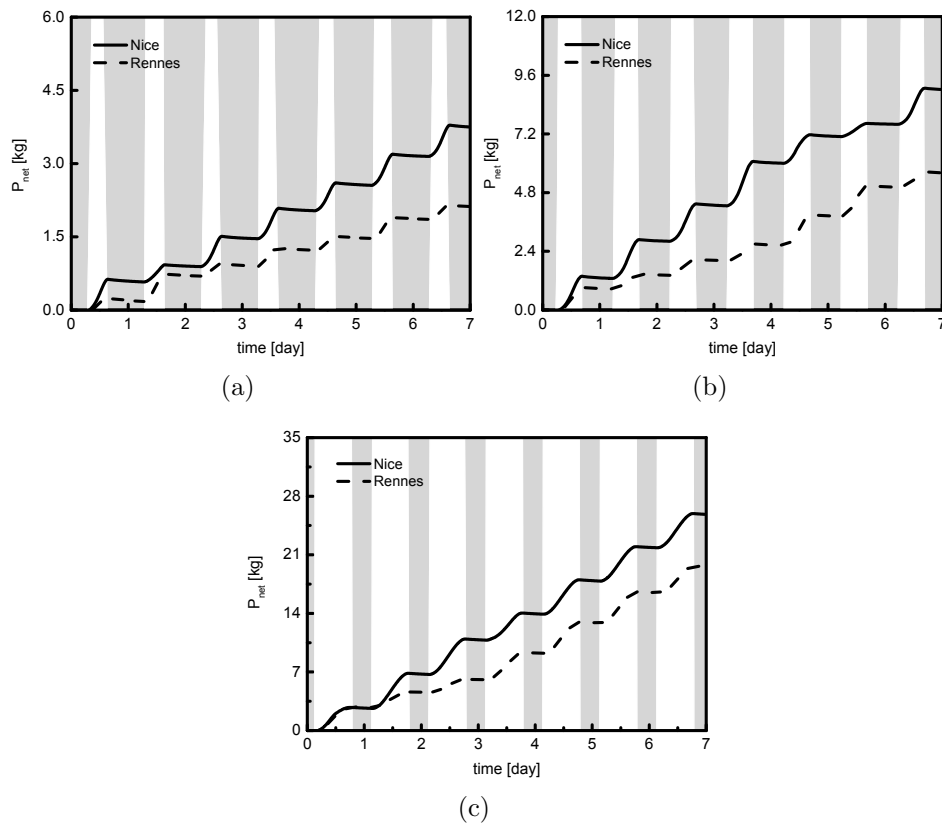 6.0
4.5
3.0
1.5
0.0
P_net [kg]
Nice
Rennes
0 1 2 3 4 5 6 7
time [day]
(a)
12.0
9.6
7.2
4.8
2.4
0.0
P_net [kg]
Nice
Rennes
0 1 2 3 4 5 6 7
time [day]
(b)
35
28
21
14
7
0
P_net [kg]
Nice
Rennes
0 1 2 3 4 5 6 7
time [day]
(c)